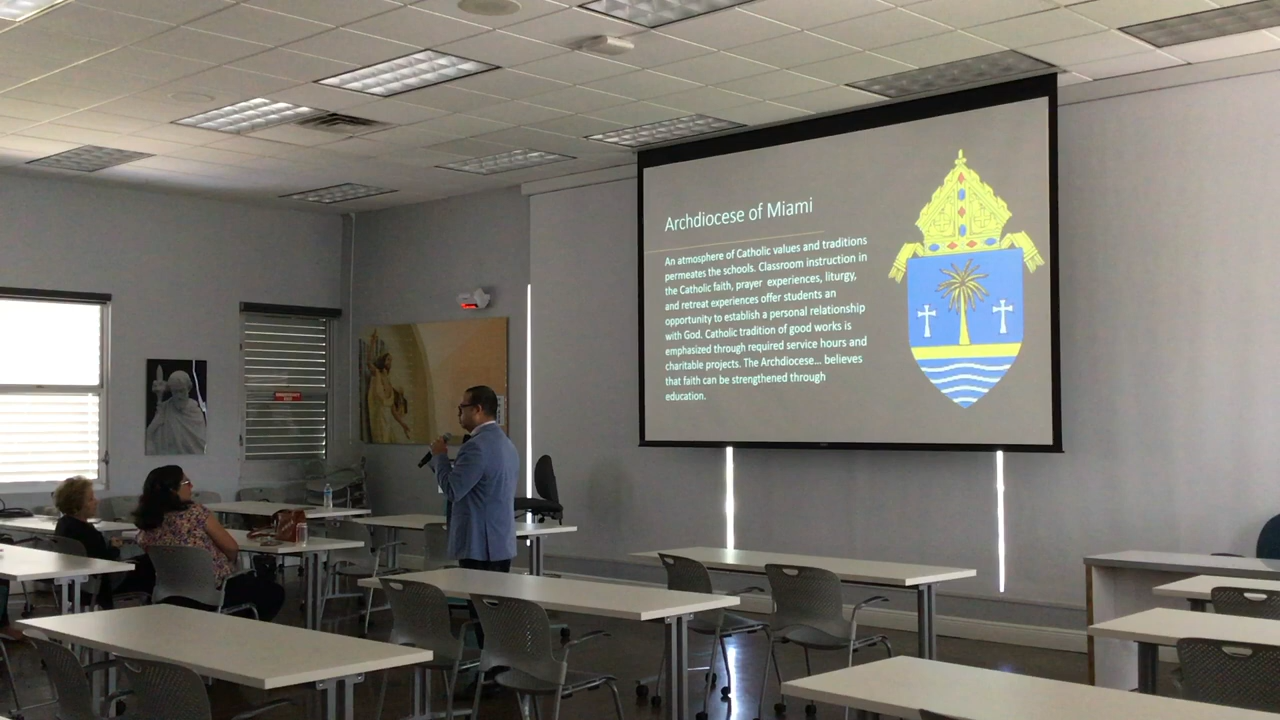 Archdiocese of Miami
An atmosphere of Catholic values and traditions
permeates the schools. Classroom instruction in
the Catholic faith, prayer experiences, liturgy,
and retreat experiences offer students an
opportunity to establish a personal relationship
with God. Catholic tradition of good works is
emphasized through required service hours and
charitable projects. The Archdiocese... believes
that faith can be strengthened through
education.